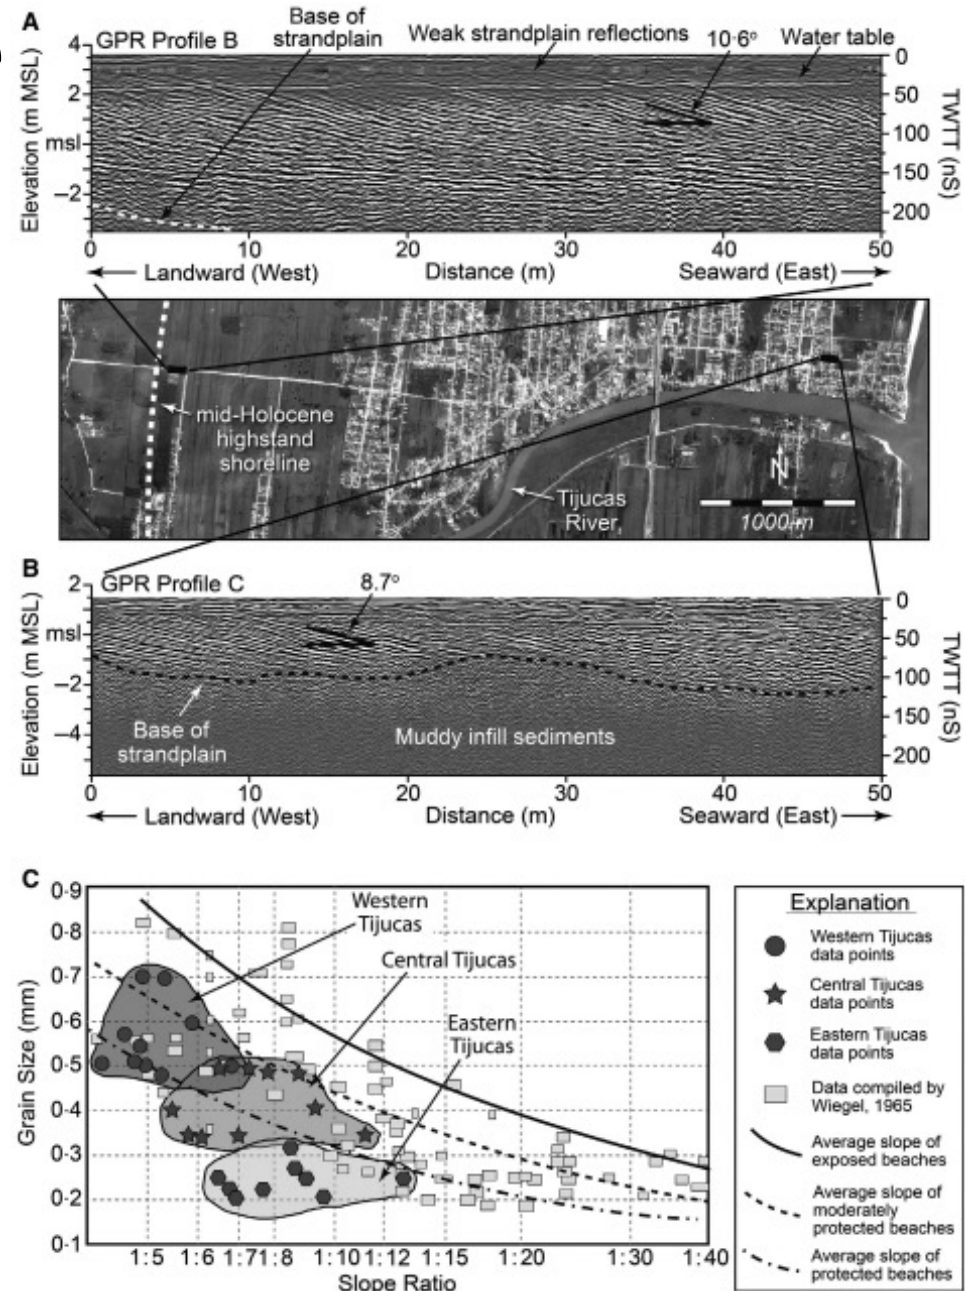 A
GPR Profile B
Base of
strandplain
Weak strandplain reflections
10·6°
Water table
Elevation (m MSL)
4
2
msl
–2
0
50
100
150
200
TWTT (nS)
0
10
20
30
40
50
Landward (West)
Distance (m)
Seaward (East)
mid-Holocene
highstand
shoreline
Tijucas
River
N
1000 m
B
GPR Profile C
8.7°
Elevation (m MSL)
2
msl
–2
–4
Base of
strandplain
Muddy infill sediments
0
50
100
150
200
TWTT (nS)
0
10
20
30
40
50
Landward (West)
Distance (m)
Seaward (East)
C
Grain Size (mm)
0·9
0·8
0·7
0·6
0·5
0·4
0·3
0·2
0·1
Western
Tijucas
Central Tijucas
Eastern
Tijucas
1:5
1:6
1:7
1:8
1:10
1:12
1:15
1:20
1:30
1:40
Slope Ratio
Explanation
Western Tijucas
data points
Central Tijucas
data points
Eastern Tijucas
data points
Data compiled by
Wiegel, 1965
Average slope of
exposed beaches
Average slope of
moderately
protected beaches
Average slope of
protected beaches